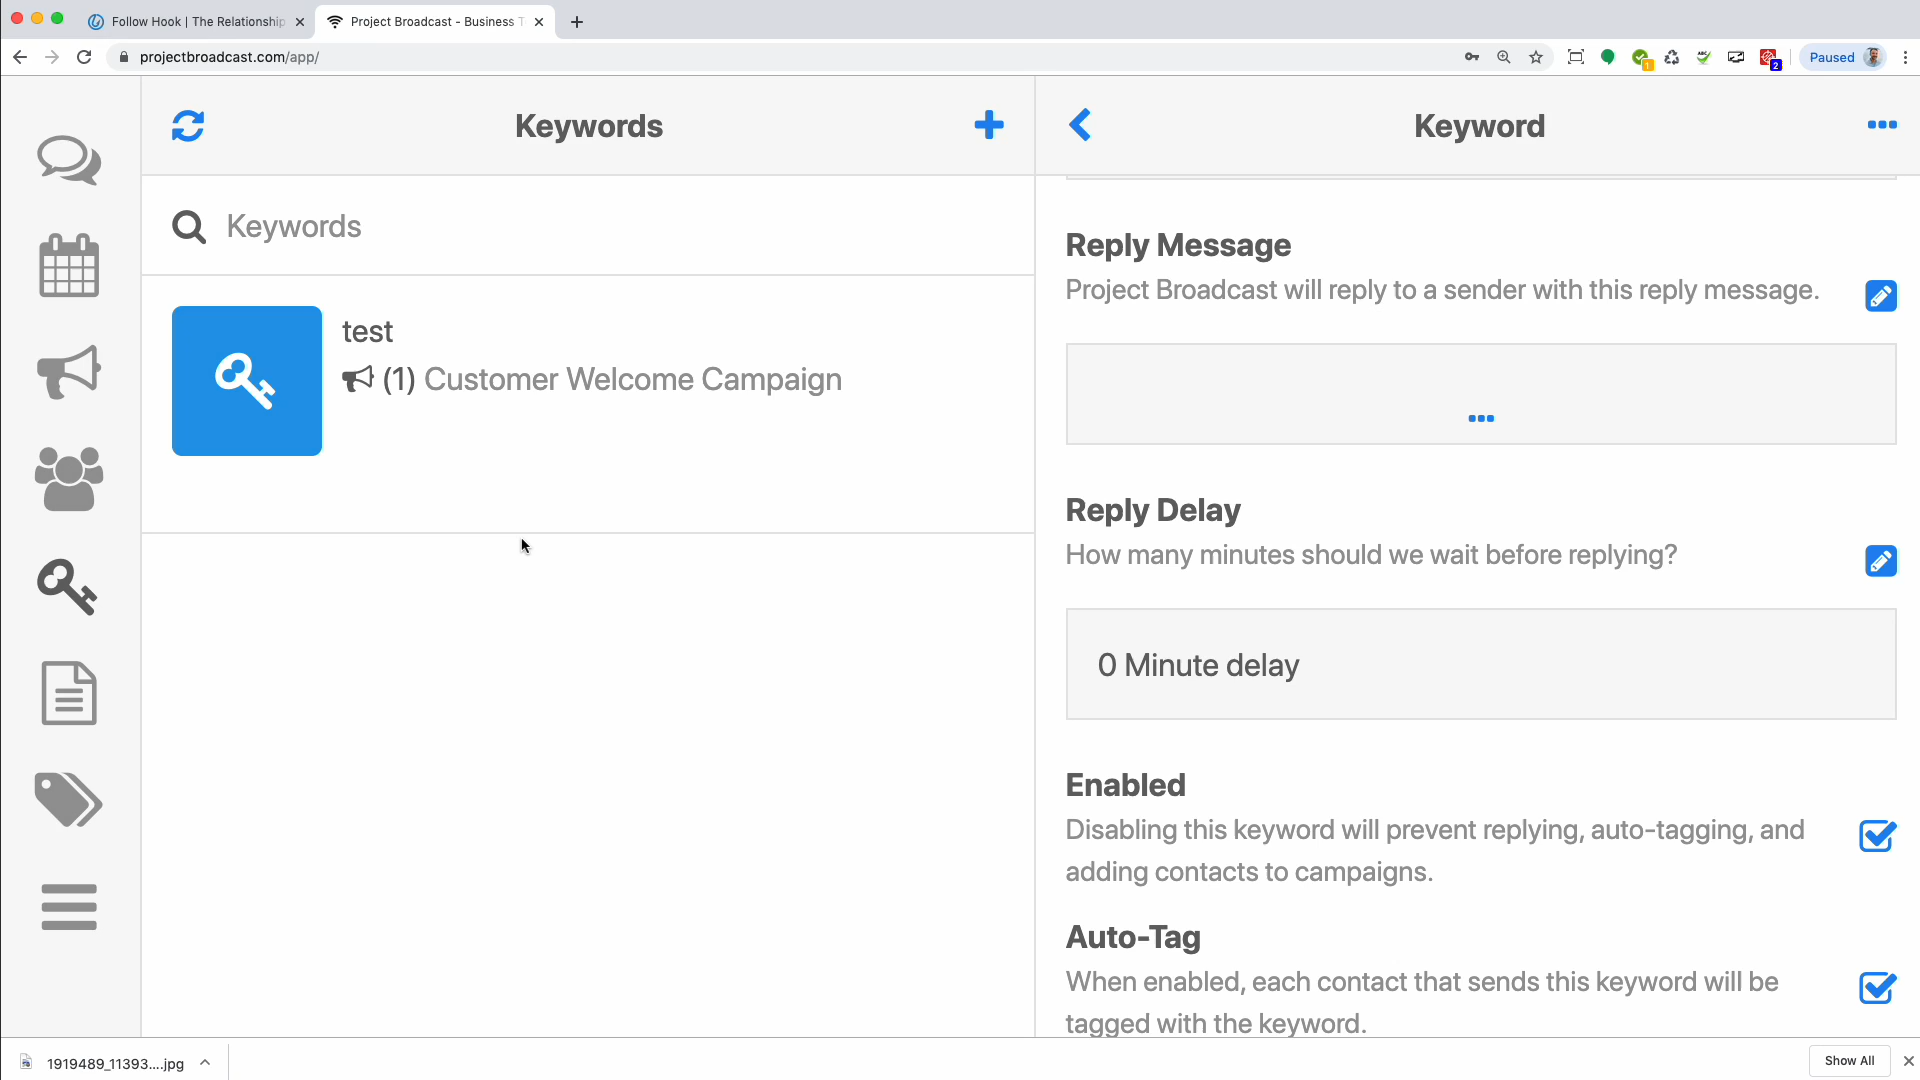 Follow Hook | The Relationship
Project Broadcast - Business T
projectbroadcast.com/app/
ABC
1
2
Paused
Keywords
Keyword
Keywords
test
(1) Customer Welcome Campaign
Reply Message
Project Broadcast will reply to a sender with this reply message.
Reply Delay
How many minutes should we wait before replying?
0 Minute delay
Enabled
Disabling this keyword will prevent replying, auto-tagging, and
adding contacts to campaigns.
Auto-Tag
When enabled, each contact that sends this keyword will be
tagged with the keyword.
1919489_11393....jpg
Show All